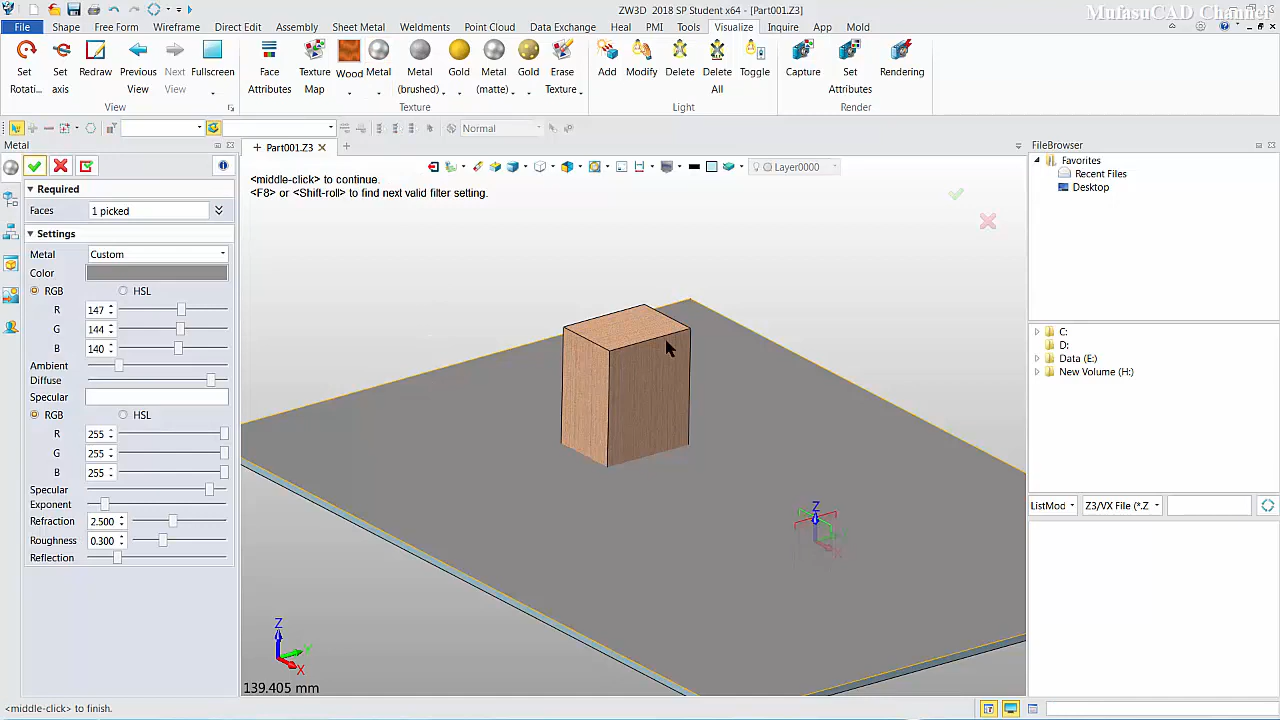 ZW3D 2018 SP Student x64 - [Part001.Z3]
MufasuCAD Channel
File Shape Free Form Wireframe Direct Edit Assembly Sheet Metal Weldments Point Cloud Data Exchange Heal PMI Tools Visualize Inquire App Mold
Set Rotati... Set axis Redraw Previous View Next View Fullscreen
Face Attributes Texture Map Wood Metal Metal (brushed) Gold Metal (matte) Gold Erase Texture
Add Modify Delete Delete All Toggle Capture Set Attributes Rendering
View Texture Light Render
Normal
Metal
Part001.Z3
FileBrowser
Required
Faces 1 picked
Settings
Metal Custom
Color
RGB HSL
R 147
G 144
B 140
Ambient
Diffuse
Specular
RGB HSL
R 255
G 255
B 255
Specular
Exponent
Refraction 2.500
Roughness 0.300
Reflection
<middle-click> to continue.
<F8> or <Shift-roll> to find next valid filter setting.
Layer0000
Z
X
Z
Y
X
139.405 mm
Favorites
Recent Files
Desktop
C:
D:
Data (E:)
New Volume (H:)
ListMod Z3/VX File (*.Z
<middle-click> to finish.